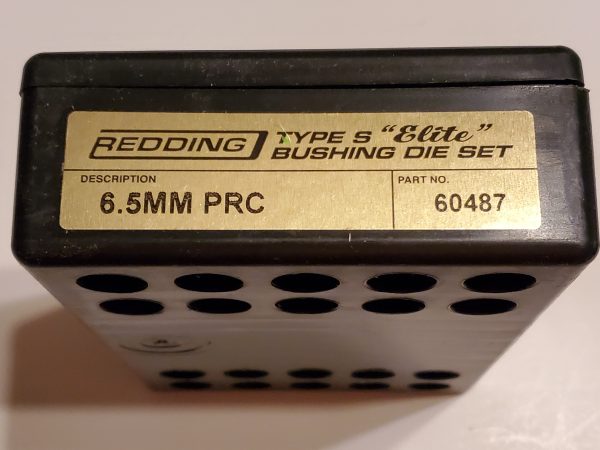 REDDING TYPE S "Elite"
BUSHING DIE SET
DESCRIPTION PART NO.
6.5MM PRC 60487